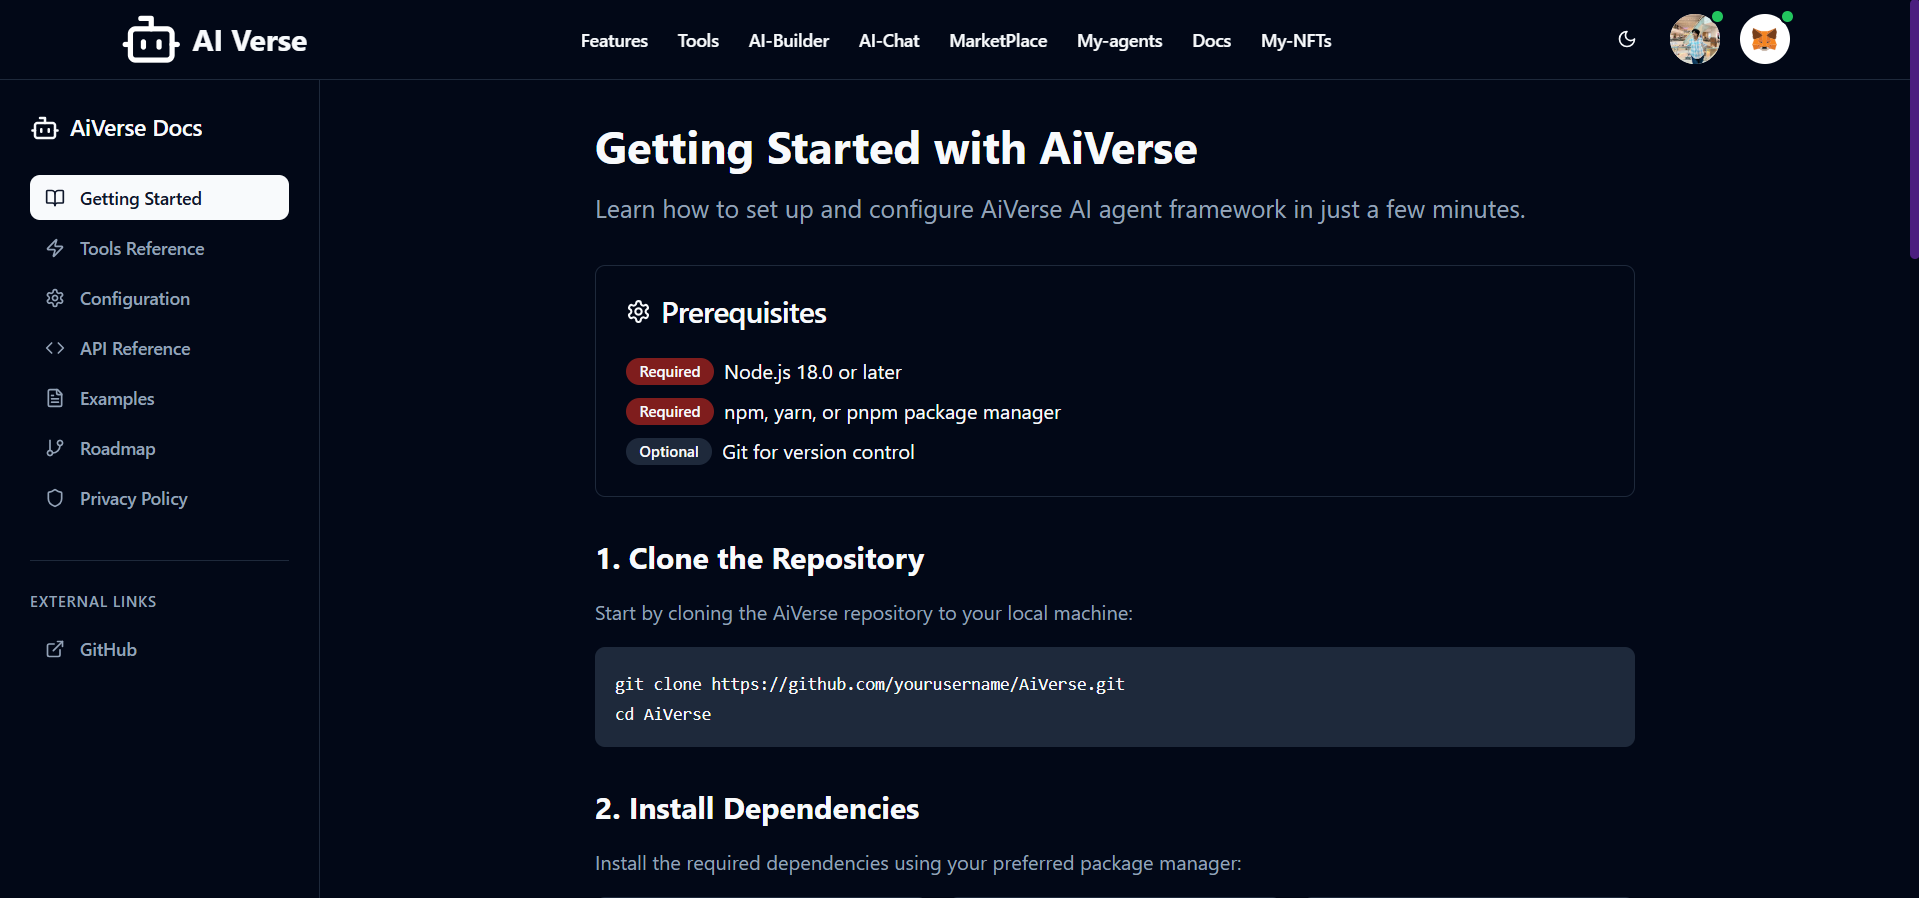 AI Verse
Features Tools AI-Builder AI-Chat MarketPlace My-agents Docs My-NFTs
AiVerse Docs
Getting Started
Tools Reference
Configuration
API Reference
Examples
Roadmap
Privacy Policy
EXTERNAL LINKS
GitHub
Getting Started with AiVerse
Learn how to set up and configure AiVerse AI agent framework in just a few minutes.
Prerequisites
Required Node.js 18.0 or later
Required npm, yarn, or pnpm package manager
Optional Git for version control
1. Clone the Repository
Start by cloning the AiVerse repository to your local machine:
git clone https://github.com/yourusername/AiVerse.git
cd AiVerse
2. Install Dependencies
Install the required dependencies using your preferred package manager: